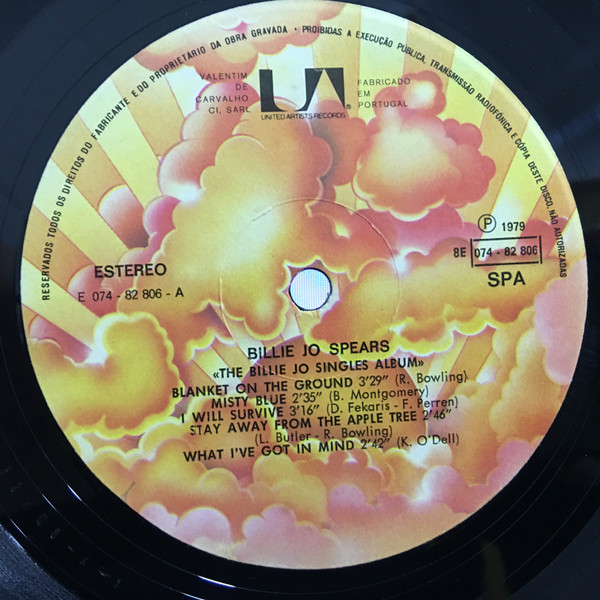 RESERVADOS TODOS OS DIREITOS DO FABRICANTE E DO PROPRIETARIO DA OBRA GRAVADA • PROIBIDAS A EXECUÇÃO PÚBLICA, TRANSMISSÃO RADIOFÓNICA E CÓPIA DESTE DISCO, NÃO AUTORIZADAS
VALENTIM
DE
CARVALHO
CI, SARL
UA
®
UNITED ARTISTS RECORDS
FABRICADO
EM
PORTUGAL
ESTEREO
E 074 - 82 806 - A
Ⓟ 1979
8E 074 - 82 806
SPA
BILLIE JO SPEARS
«THE BILLIE JO SINGLES ALBUM»
BLANKET ON THE GROUND 3'29" (R. Bowling)
MISTY BLUE 2'35" (B. Montgomery)
I WILL SURVIVE 3'16" (D. Fekaris - F. Perren)
STAY AWAY FROM THE APPLE TREE 2'46"
(L. Butler - R. Bowling)
WHAT I'VE GOT IN MIND 2'42" (K. O'Dell)